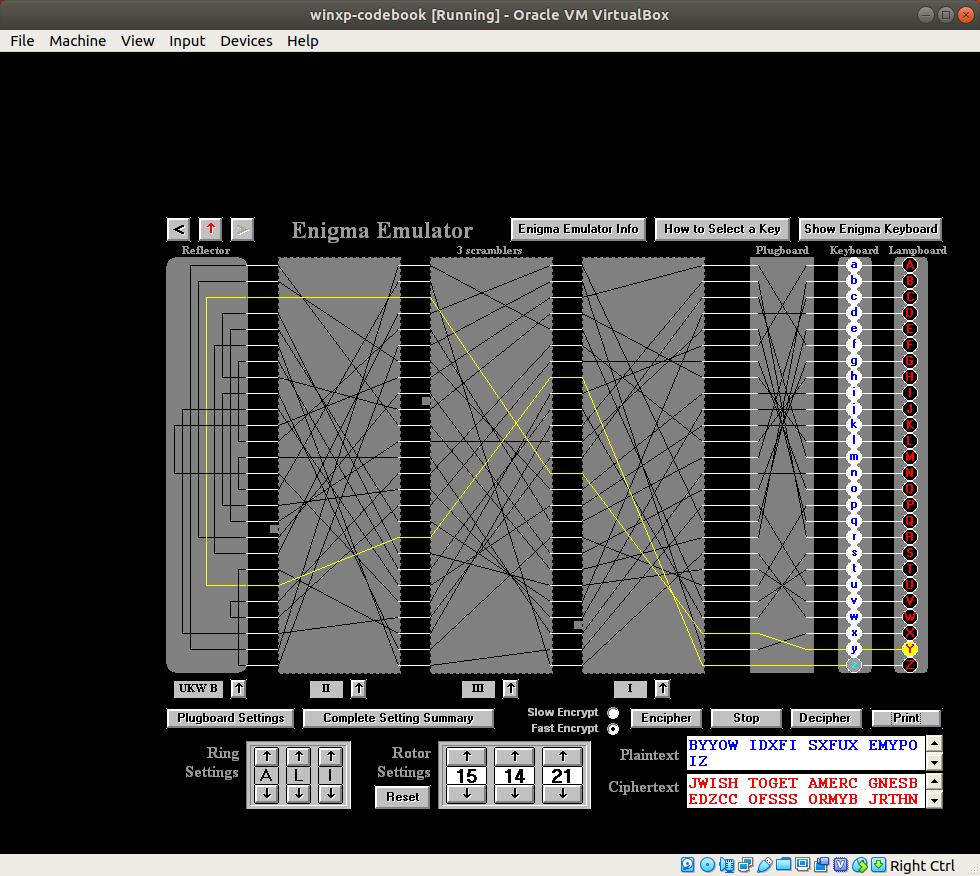 winxp-codebook [Running] - Oracle VM VirtualBox
File Machine View Input Devices Help
< ↑ > Enigma Emulator Enigma Emulator Info How to Select a Key Show Enigma Keyboard
Reflector 3 scramblers Plugboard Keyboard Lampboard
a A
b B
c C
d D
e E
f F
g G
h H
i I
j J
k K
l L
m M
n N
o O
p P
q Q
r R
s S
t T
u U
v V
w W
x X
y Y
z Z
UKW B ↑ II ↑ III ↑ I ↑
Plugboard Settings Complete Setting Summary Slow Encrypt Encipher Stop Decipher Print
Fast Encrypt
Ring Settings A L I
Rotor Settings 15 14 21
Reset
Plaintext BYYOW IDXFI SXFUX EMYPO
IZ
Ciphertext JWISH TOGET AMERC GNESB
EDZCC OFSSS ORMYB JRTHN
Right Ctrl